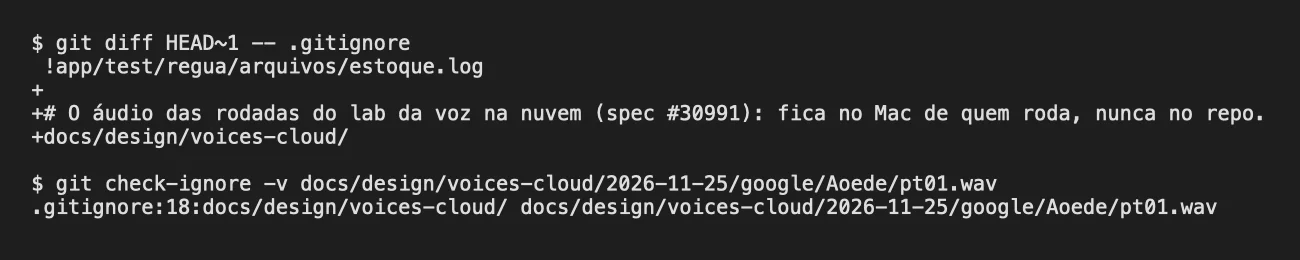 $ git diff HEAD~1 -- .gitignore
 !app/test/regua/arquivos/estoque.log
+
+# O áudio das rodadas do lab da voz na nuvem (spec #30991): fica no Mac de quem roda, nunca no repo.
+docs/design/voices-cloud/

$ git check-ignore -v docs/design/voices-cloud/2026-11-25/google/Aoede/pt01.wav
.gitignore:18:docs/design/voices-cloud/ docs/design/voices-cloud/2026-11-25/google/Aoede/pt01.wav